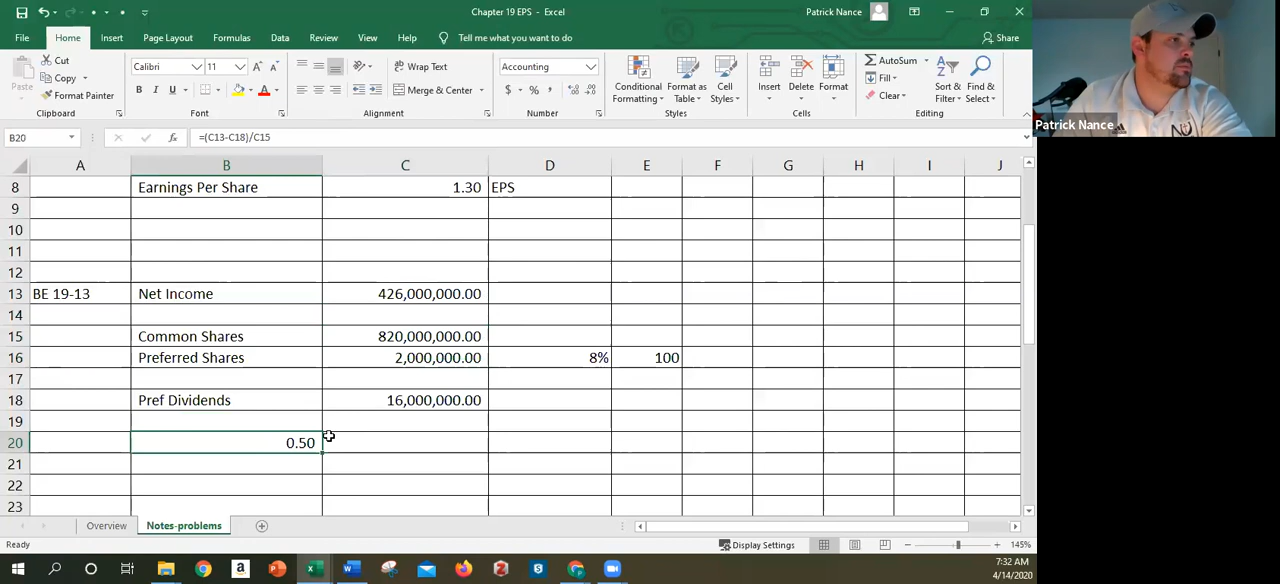 Chapter 19 EPS - Excel
Patrick Nance
File Home Insert Page Layout Formulas Data Review View Help Tell me what you want to do Share
Paste
Cut
Copy
Format Painter
Clipboard
Calibri 11
B I U
Font
Wrap Text
Merge & Center
Alignment
Accounting
$ % ,
Number
Conditional Formatting
Format as Table
Cell Styles
Styles
Insert Delete Format
Cells
AutoSum
Fill
Clear
Sort & Filter
Find & Select
Editing
Patrick Nance
B20 fx =(C13-C18)/C15
A B C D E F G H I J
8 Earnings Per Share 1.30 EPS
9
10
11
12
13 BE 19-13 Net Income 426,000,000.00
14
15 Common Shares 820,000,000.00
16 Preferred Shares 2,000,000.00 8% 100
17
18 Pref Dividends 16,000,000.00
19
20 0.50
21
22
23
Overview Notes-problems
Ready Display Settings 145%
7:32 AM
4/14/2020